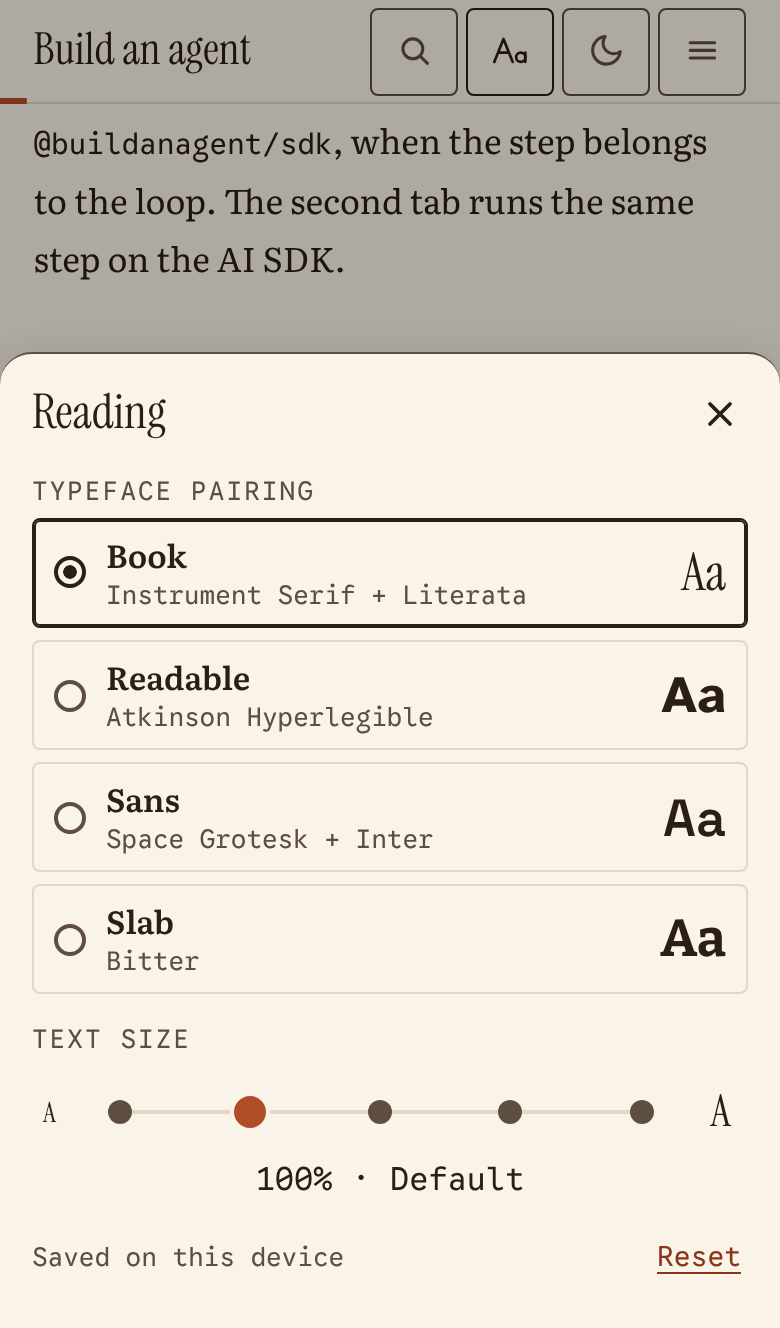 Build an agent
Aa
@buildanagent/sdk, when the step belongs
to the loop. The second tab runs the same
step on the AI SDK.
Reading
TYPEFACE PAIRING
Book
Instrument Serif + Literata
Aa
Readable
Atkinson Hyperlegible
Aa
Sans
Space Grotesk + Inter
Aa
Slab
Bitter
Aa
TEXT SIZE
A
A
100% · Default
Saved on this device
Reset